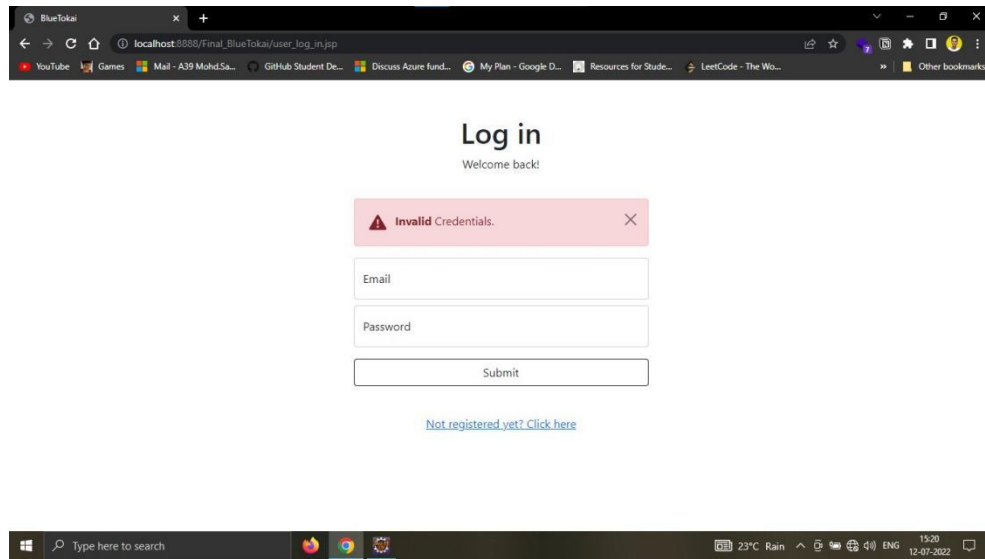 BlueTokai
localhost:8888/Final_BlueTokai/user_log_in.jsp
YouTube Games Mail - A39 Mohd.Sa... GitHub Student De... Discuss Azure fund... My Plan - Google D... Resources for Stude... LeetCode - The Wo... » Other bookmarks
Log in
Welcome back!
Invalid Credentials.
Email
Password
Submit
Not registered yet? Click here
Type here to search 23°C Rain ENG 15:20
12-07-2022